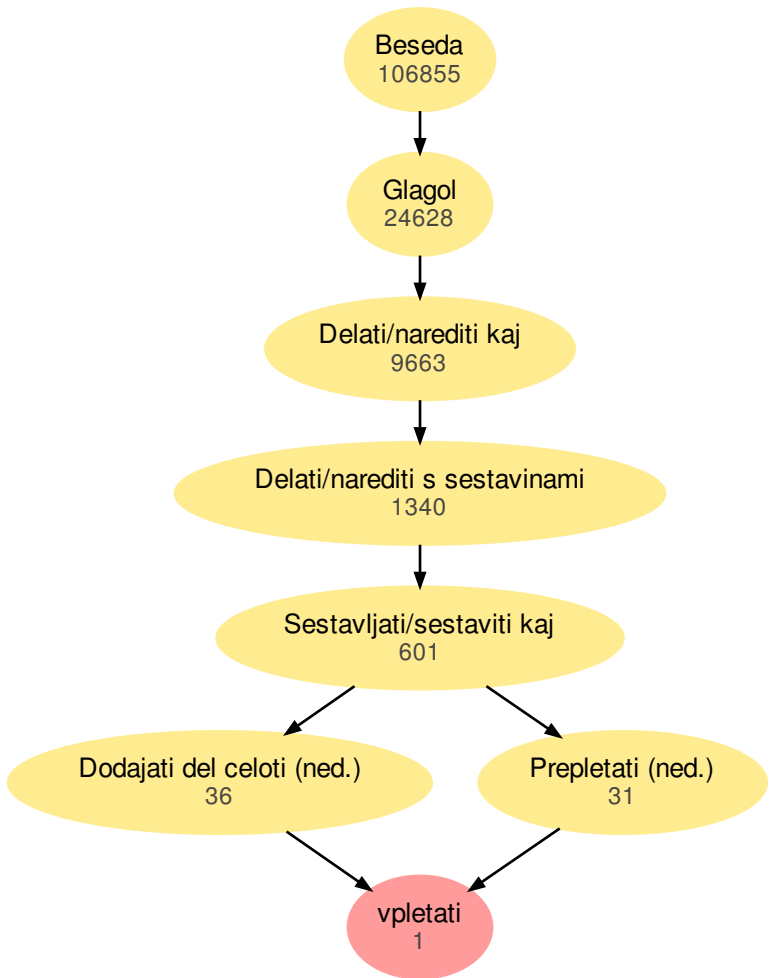 Beseda
106855
Glagol
24628
Delati/narediti kaj
9663
Delati/narediti s sestavinami
1340
Sestavljati/sestaviti kaj
601
Dodajati del celoti (ned.)
36
Prepletati (ned.)
31
vpletati
1